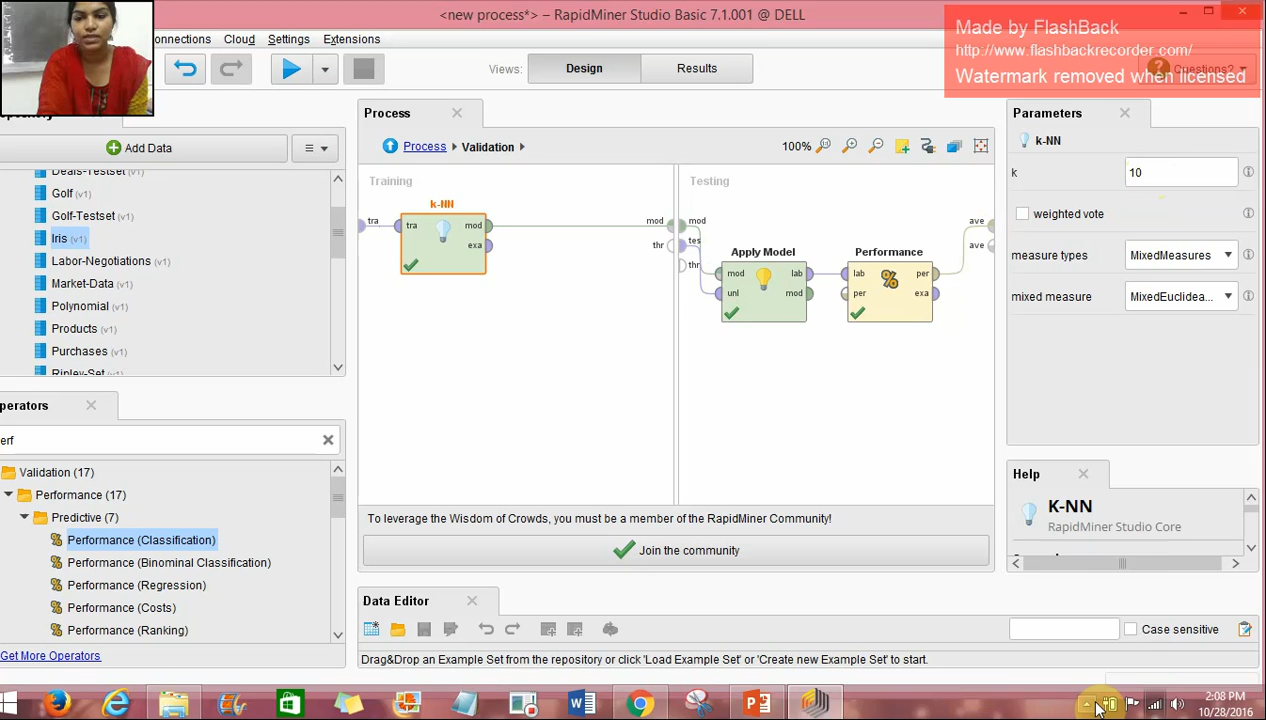 <new process*> – RapidMiner Studio Basic 7.1.001 @ DELL
Made by FlashBack
http://www.flashbackrecorder.com/
Watermark removed when licensed
onnections Cloud Settings Extensions
Views: Design Results
Questions?
Add Data
Deals-Testset (v1)
Golf (v1)
Golf-Testset (v1)
Iris (v1)
Labor-Negotiations (v1)
Market-Data (v1)
Polynomial (v1)
Products (v1)
Purchases (v1)
Ripley-Set (v1)
perators
erf
Validation (17)
Performance (17)
Predictive (7)
Performance (Classification)
Performance (Binominal Classification)
Performance (Regression)
Performance (Costs)
Performance (Ranking)
Get More Operators
Process
Process Validation
100%
Training
k-NN
tra mod
exa
mod
thr
Testing
mod
tes
thr
Apply Model
mod lab
unl mod
Performance
lab per
per exa
ave
ave
To leverage the Wisdom of Crowds, you must be a member of the RapidMiner Community!
Join the community
Data Editor
Case sensitive
Drag&Drop an Example Set from the repository or click 'Load Example Set' or 'Create new Example Set' to start.
Parameters
k-NN
k 10
weighted vote
measure types MixedMeasures
mixed measure MixedEuclidea...
Help
K-NN
RapidMiner Studio Core
2:08 PM
10/28/2016